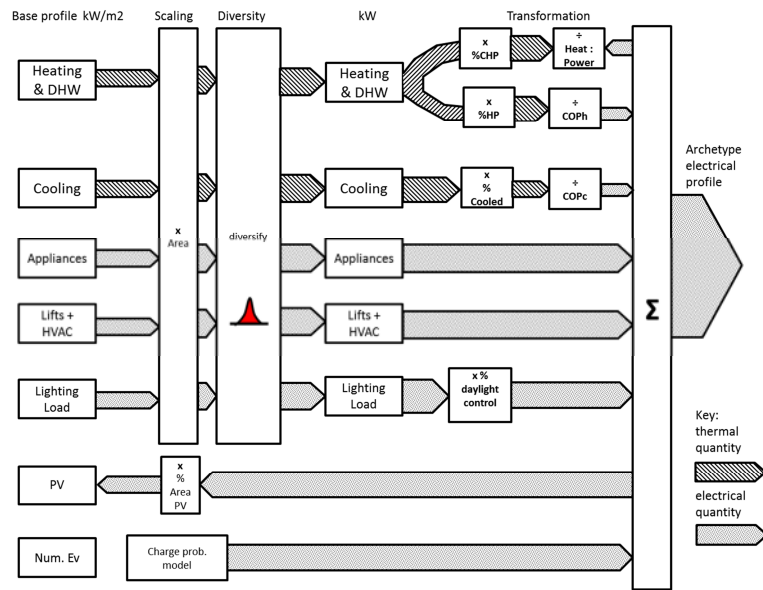 Base profile kW/m2
Scaling
Diversity
kW
Transformation
Heating
& DHW
Heating
& DHW
x
%CHP
÷
Heat :
Power
x
%HP
÷
COPh
Cooling
Cooling
x
%
Cooled
÷
COPc
x
Area
diversify
Appliances
Appliances
Lifts +
HVAC
Lifts +
HVAC
Lighting
Load
Lighting
Load
x %
daylight
control
Σ
Archetype
electrical
profile
PV
x
%
Area
PV
Num. Ev
Charge prob.
model
Key:
thermal
quantity
electrical
quantity